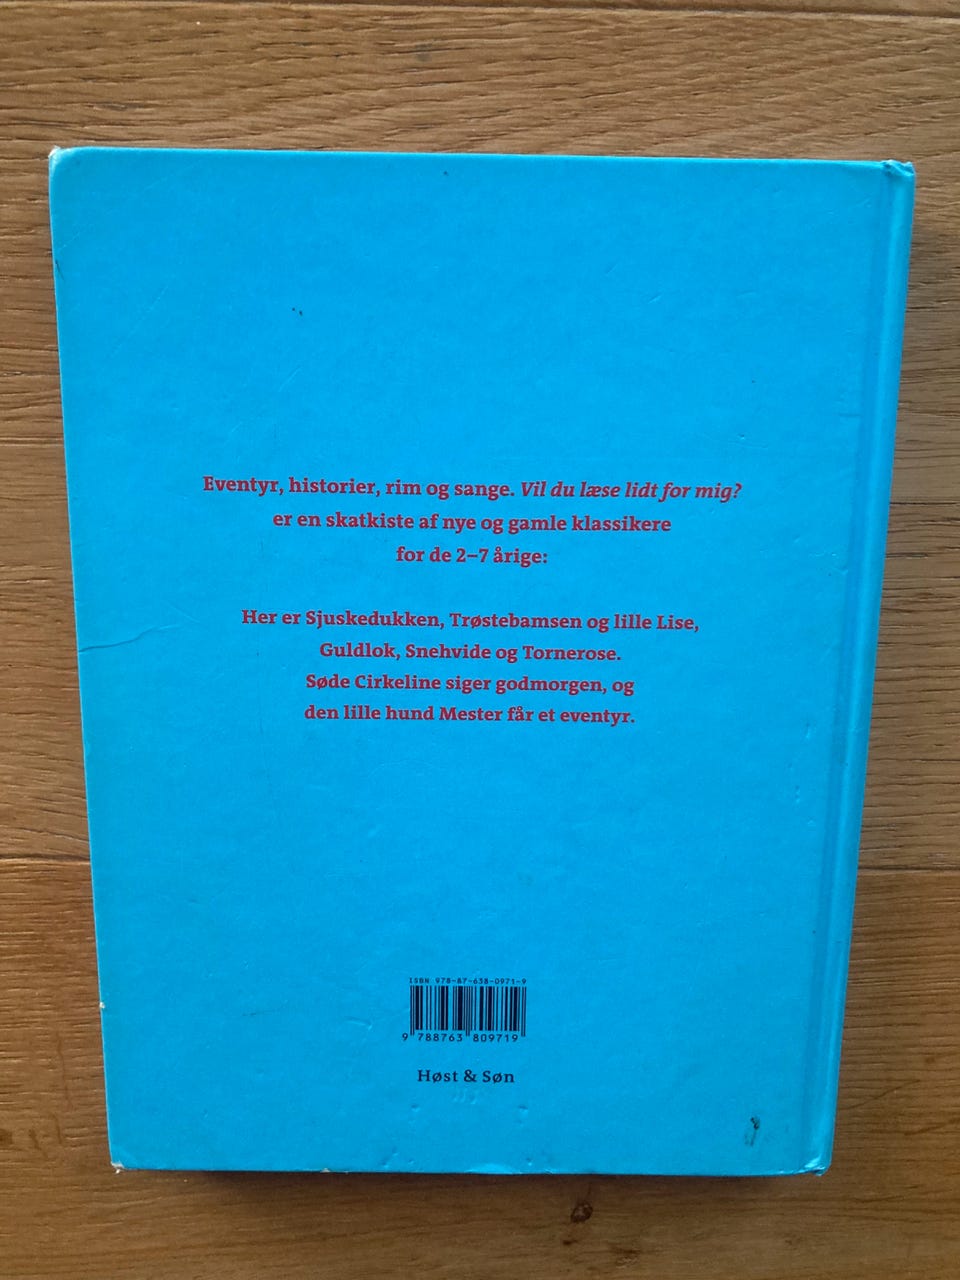 Eventyr, historier, rim og sange. Vil du læse lidt for mig?
er en skatkiste af nye og gamle klassikere
for de 2–7 årige:
Her er Sjuskedukken, Trøstebamsen og lille Lise,
Guldlok, Snehvide og Tornerose.
Søde Cirkeline siger godmorgen, og
den lille hund Mester får et eventyr.
ISBN 978-87-638-0971-9
9 788763 809719
Høst & Søn